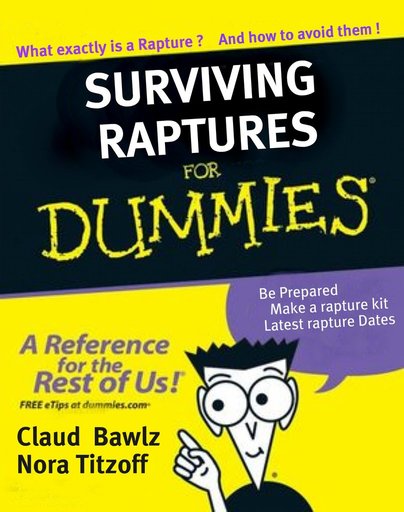 What exactly is a Rapture ? And how to avoid them !
SURVIVING
RAPTURES
FOR
DUMMIES®
Be Prepared
Make a rapture kit
Latest rapture Dates
A Reference
for the
Rest of Us!®
FREE eTips at dummies.com®
Claud Bawlz
Nora Titzoff